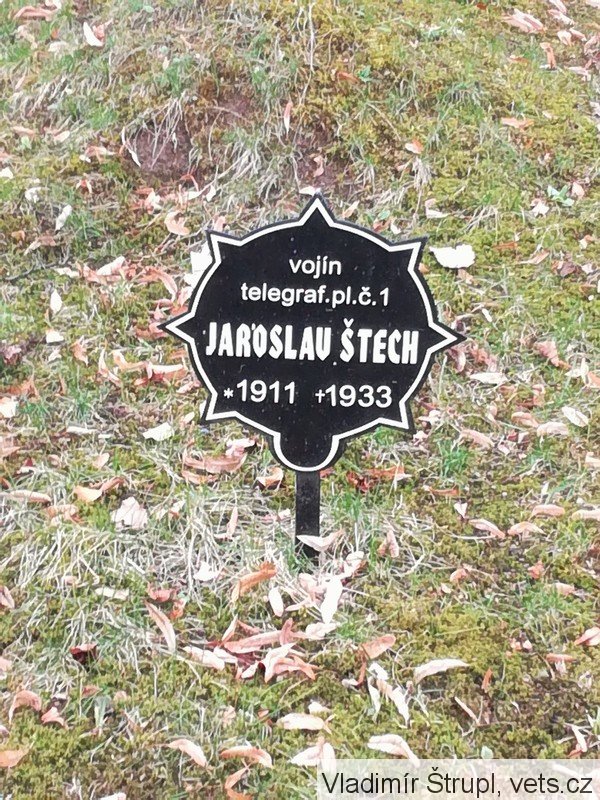 vojín
telegraf.pl.č.1
JAROSLAV ŠTECH
*1911 +1933
Vladimír Štrupl, vets.cz